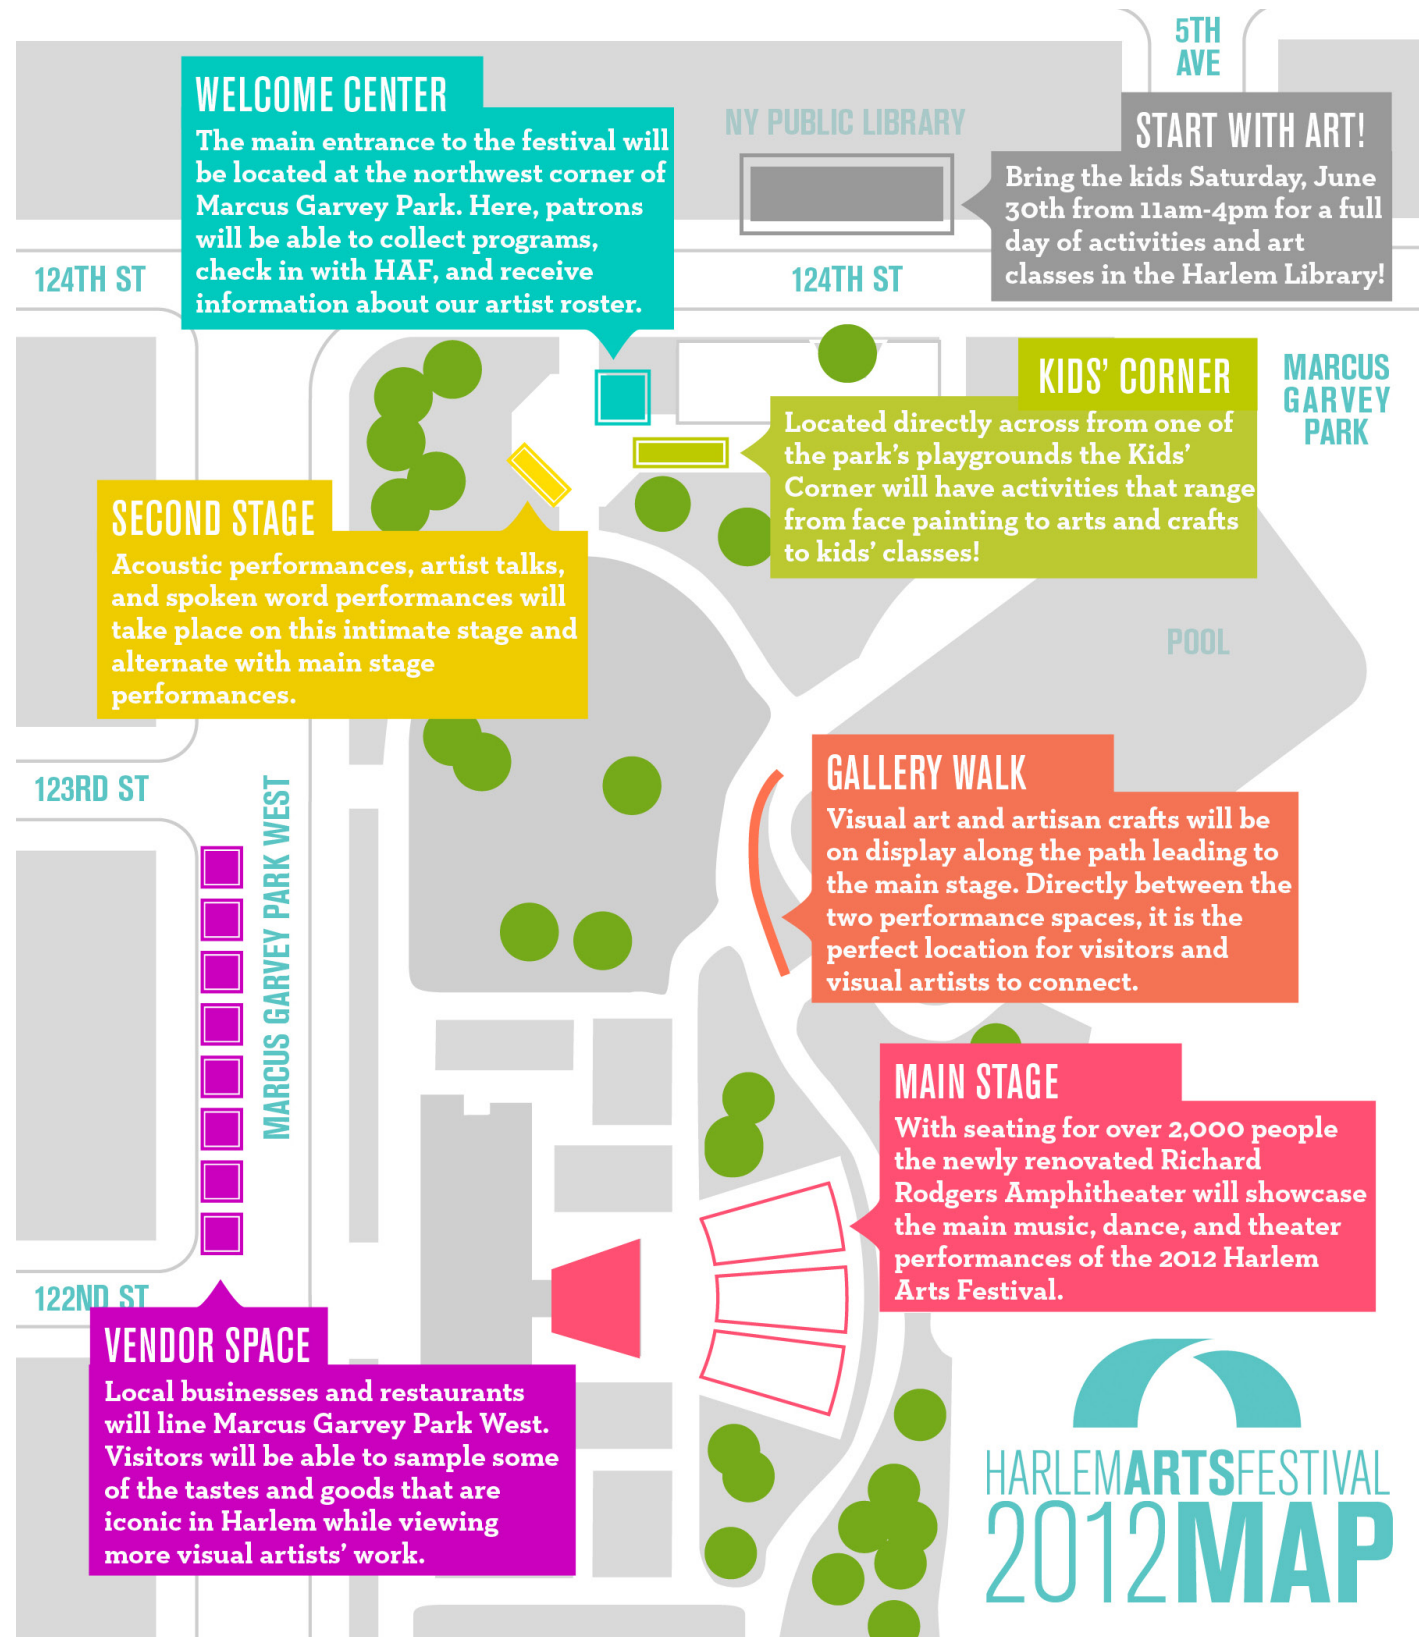 5TH
AVE
WELCOME CENTER
The main entrance to the festival will
be located at the northwest corner of
Marcus Garvey Park. Here, patrons
will be able to collect programs,
check in with HAF, and receive
information about our artist roster.
NY PUBLIC LIBRARY
START WITH ART!
Bring the kids Saturday, June
30th from 11am-4pm for a full
day of activities and art
classes in the Harlem Library!
124TH ST
124TH ST
KIDS' CORNER
Located directly across from one of
the park's playgrounds the Kids'
Corner will have activities that range
from face painting to arts and crafts
to kids' classes!
MARCUS
GARVEY
PARK
SECOND STAGE
Acoustic performances, artist talks,
and spoken word performances will
take place on this intimate stage and
alternate with main stage
performances.
POOL
123RD ST
MARCUS GARVEY PARK WEST
GALLERY WALK
Visual art and artisan crafts will be
on display along the path leading to
the main stage. Directly between the
two performance spaces, it is the
perfect location for visitors and
visual artists to connect.
MAIN STAGE
With seating for over 2,000 people
the newly renovated Richard
Rodgers Amphitheater will showcase
the main music, dance, and theater
performances of the 2012 Harlem
Arts Festival.
122ND ST
VENDOR SPACE
Local businesses and restaurants
will line Marcus Garvey Park West.
Visitors will be able to sample some
of the tastes and goods that are
iconic in Harlem while viewing
more visual artists' work.
HARLEMARTSFESTIVAL
2012MAP